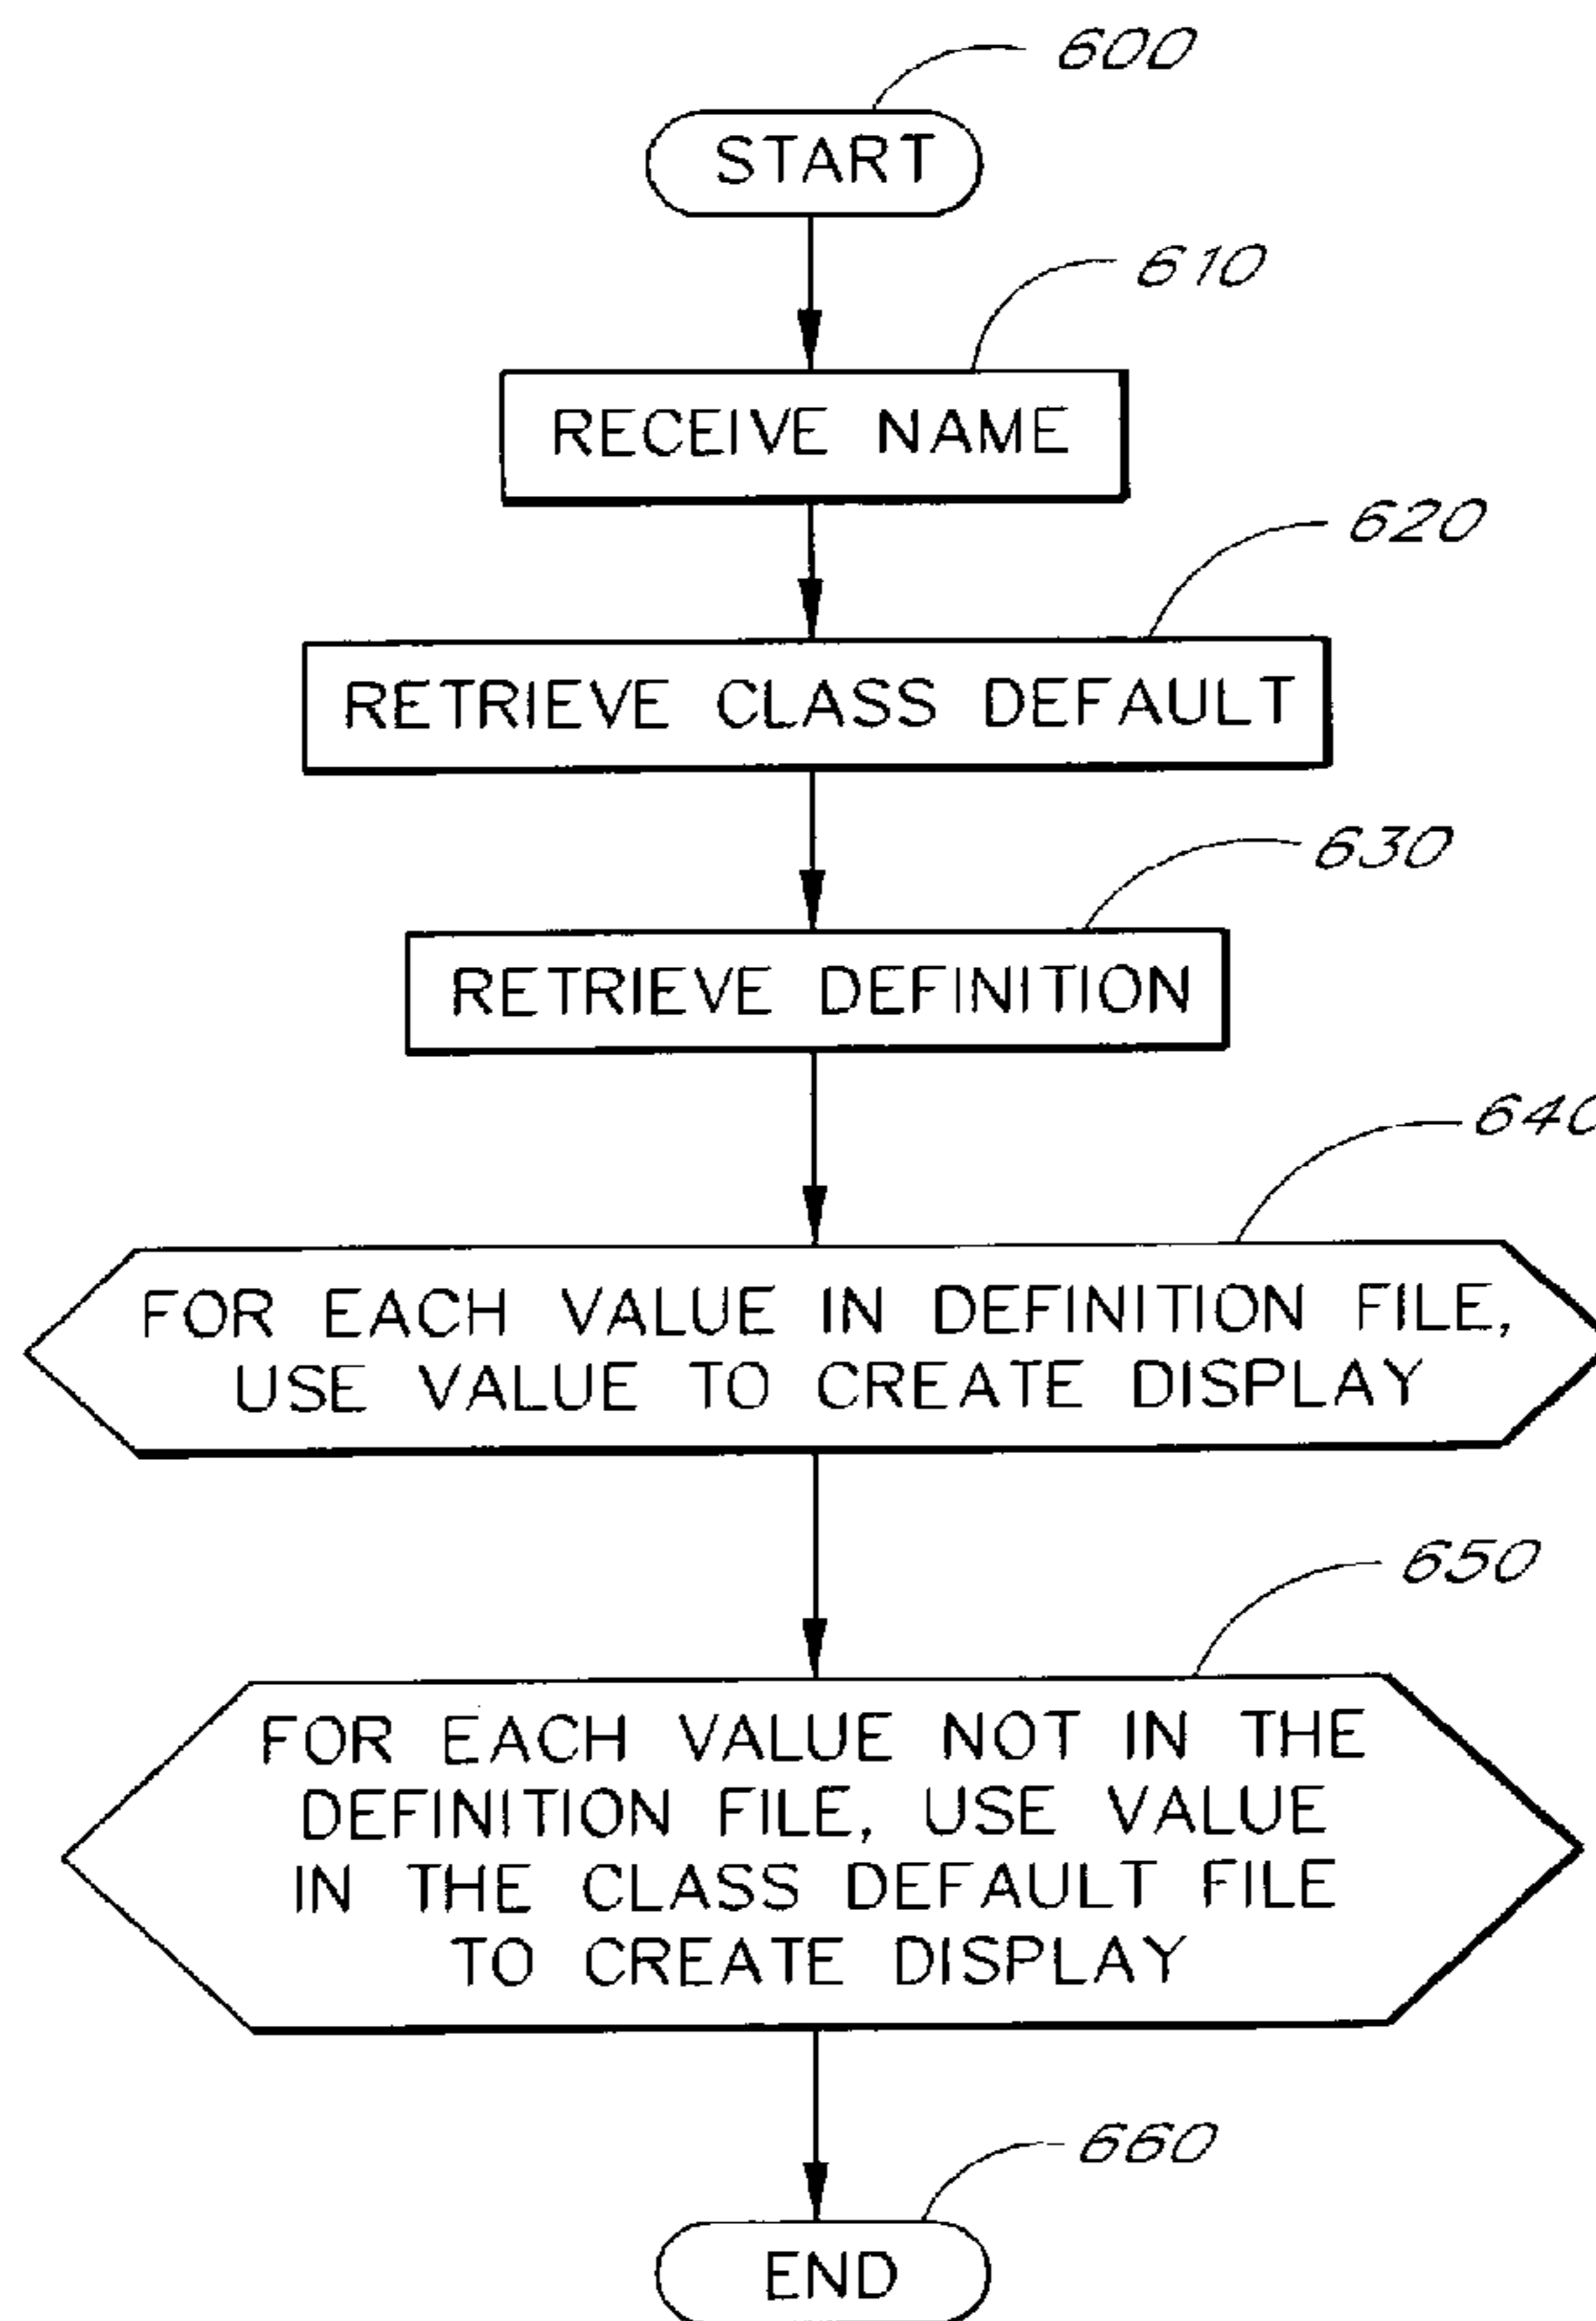 600
START
610
RECEIVE NAME
620
RETRIEVE CLASS DEFAULT
630
RETRIEVE DEFINITION
640
FOR EACH VALUE IN DEFINITION FILE,
USE VALUE TO CREATE DISPLAY
650
FOR EACH VALUE NOT IN THE
DEFINITION FILE, USE VALUE
IN THE CLASS DEFAULT FILE
TO CREATE DISPLAY
660
END